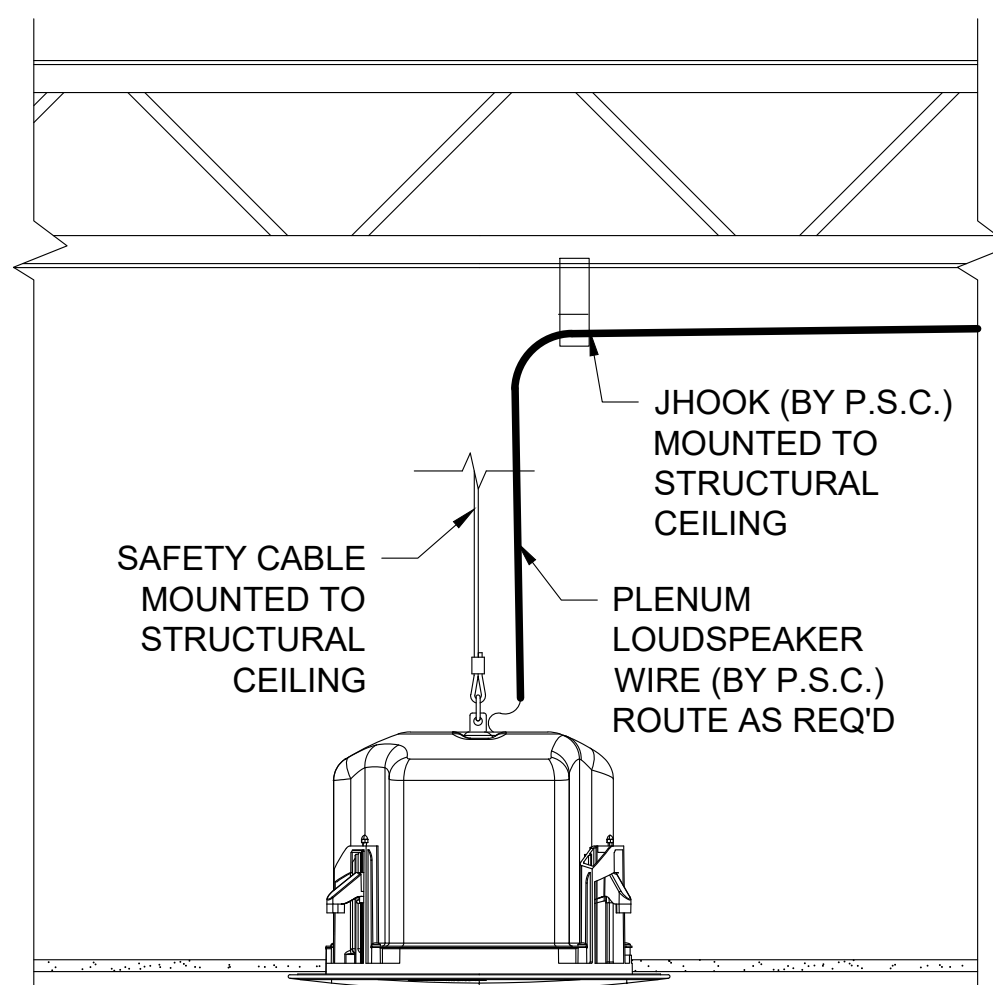 JHOOK (BY P.S.C.)
MOUNTED TO
STRUCTURAL
CEILING
SAFETY CABLE
MOUNTED TO
STRUCTURAL
CEILING
PLENUM
LOUDSPEAKER
WIRE (BY P.S.C.)
ROUTE AS REQ'D